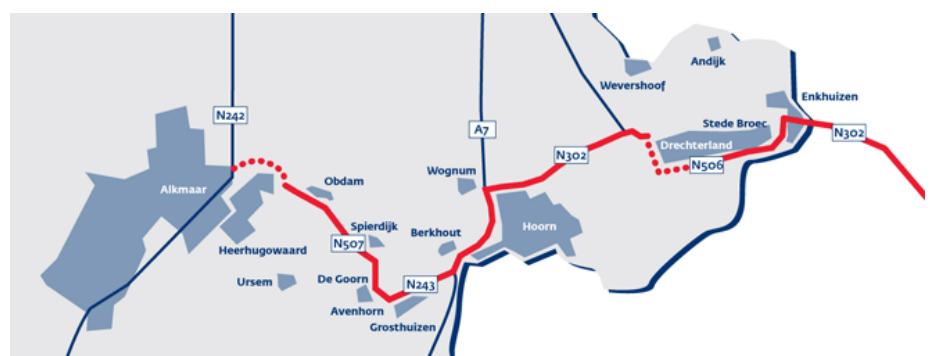 Andijk
Wevershoof
Enkhuizen
N242
A7
Stede Broec
N302
Drechterland
N302
N506
Wognum
Alkmaar
Obdam
Spierdijk
Berkhout
Hoorn
Heerhugowaard
N507
Ursem
De Goorn
N243
Avenhorn
Grosthuizen